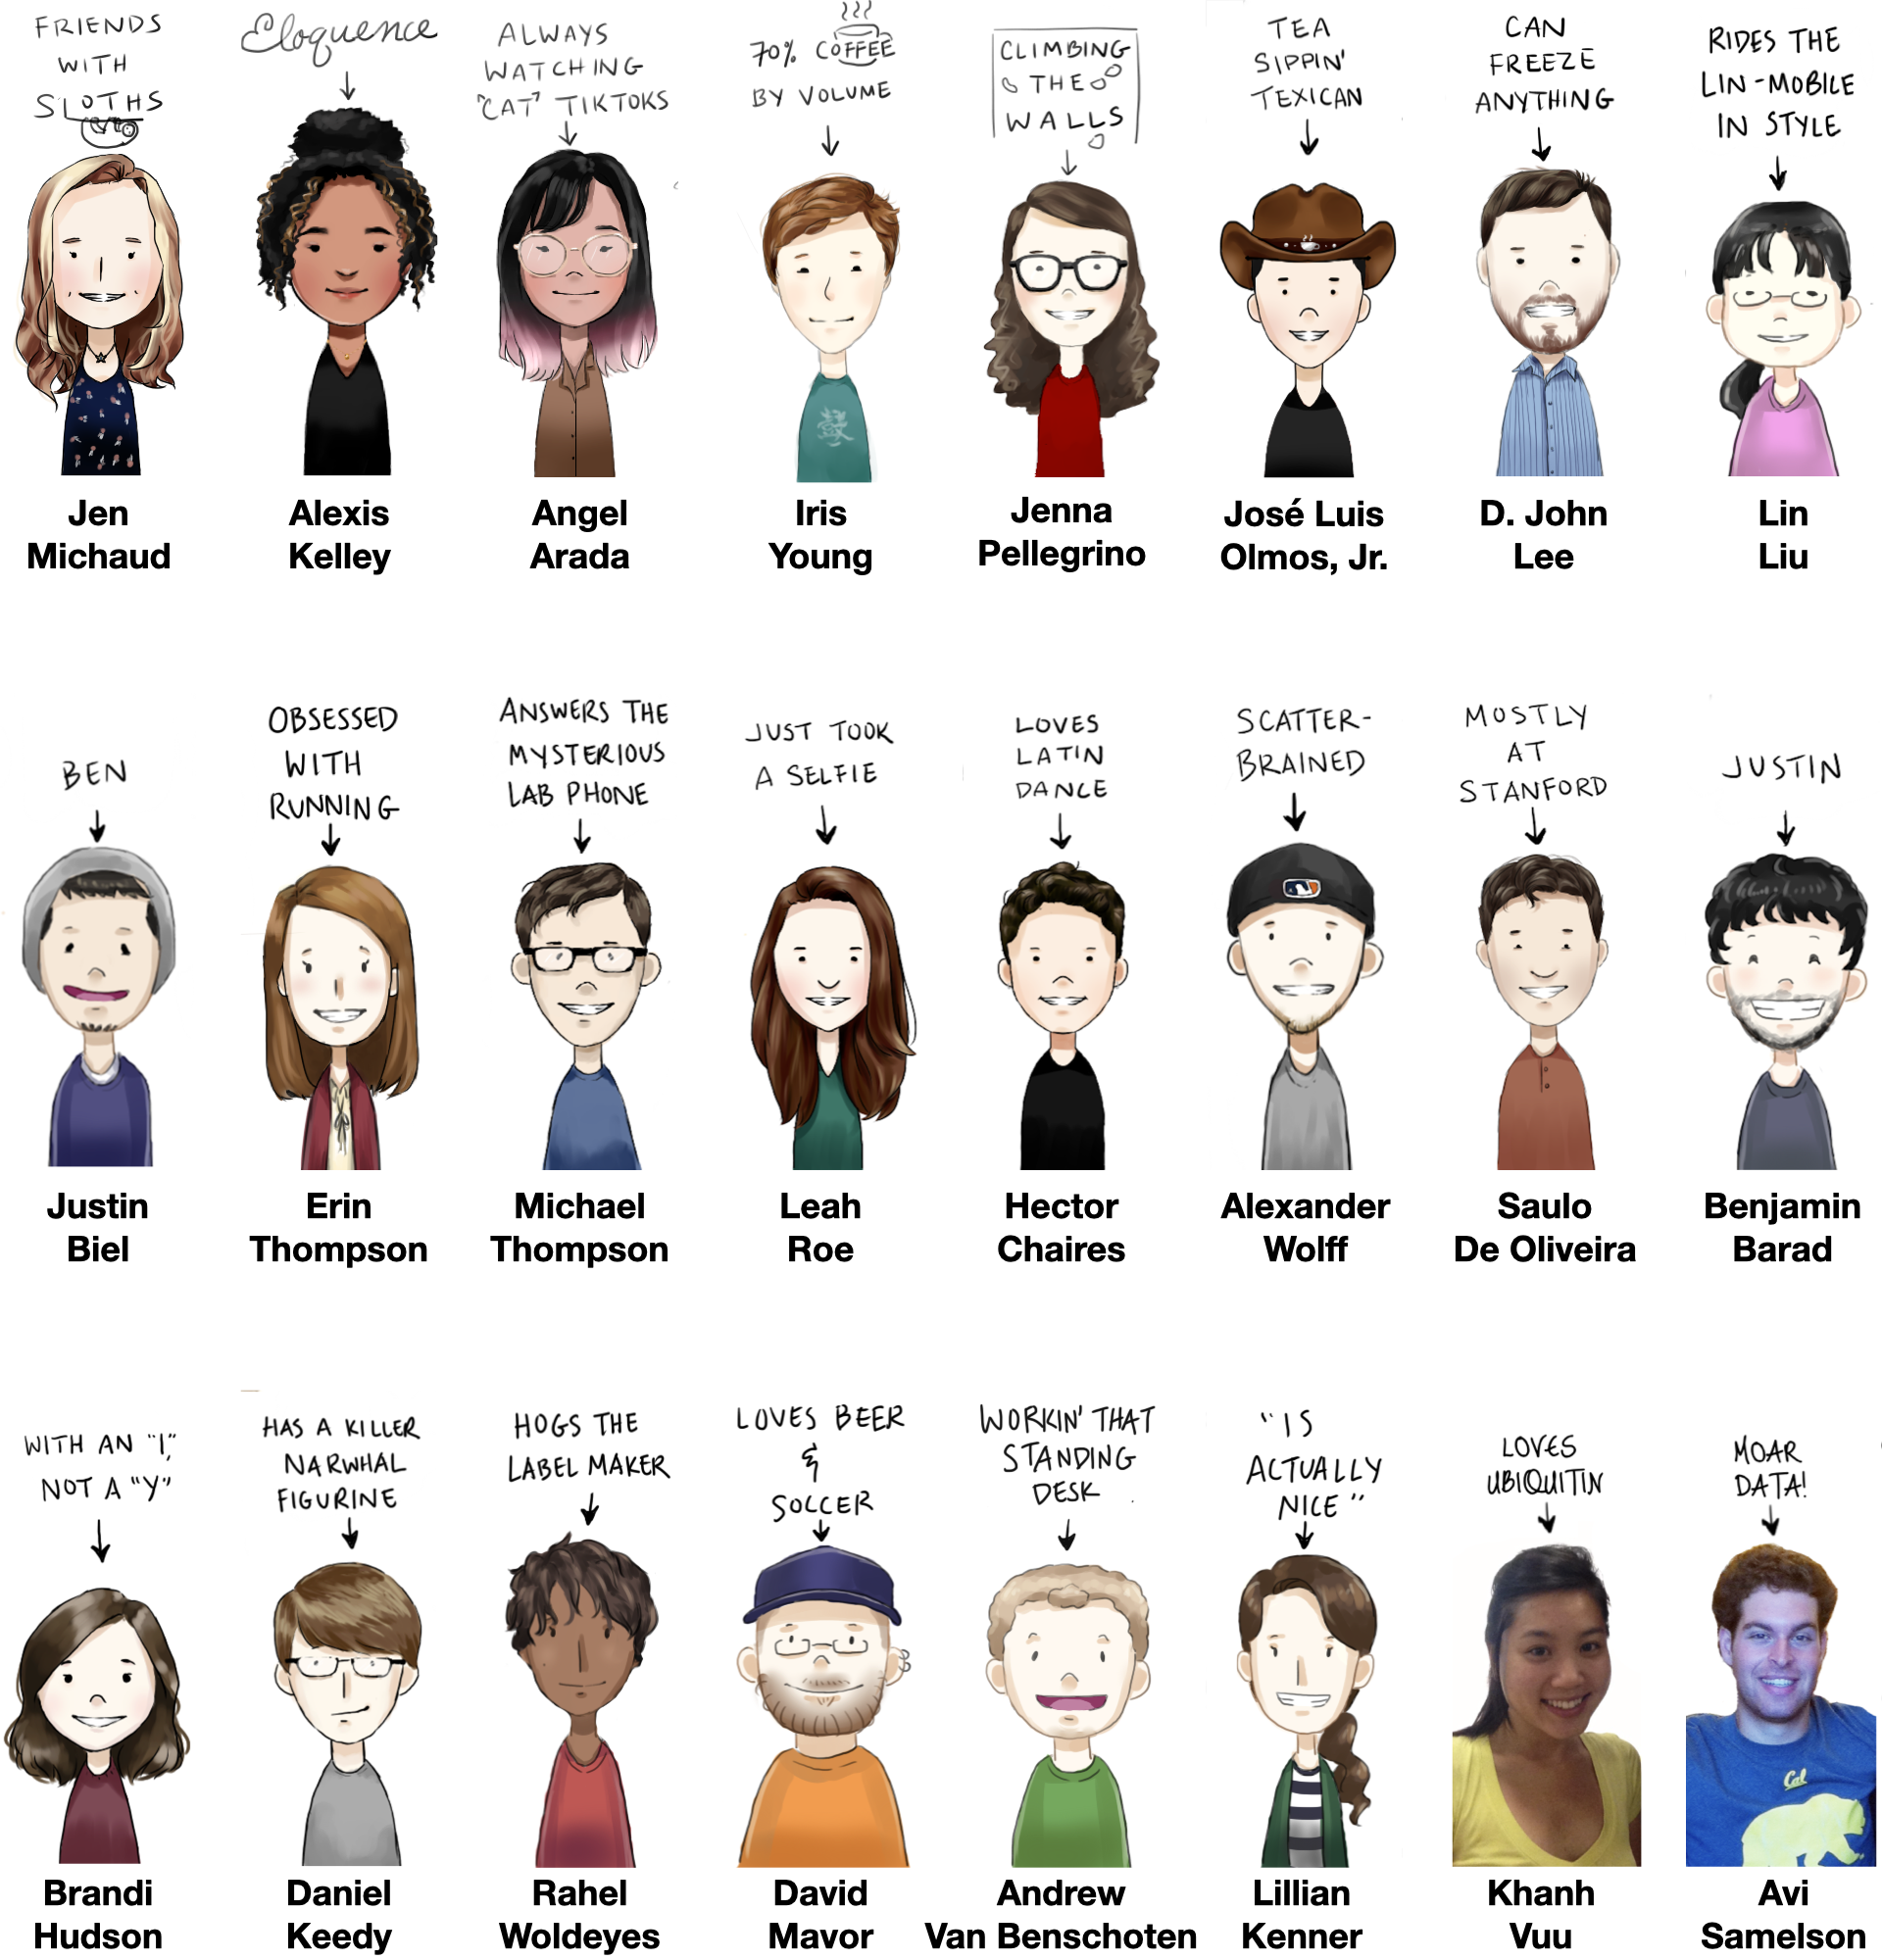 FRIENDS
WITH
SLOTHS
Jen
Michaud
Eloquence
Alexis
Kelley
ALWAYS
WATCHING
"CAT" TIKTOKS
Angel
Arada
70% COFFEE
BY VOLUME
Iris
Young
CLIMBING
THE
WALLS
Jenna
Pellegrino
TEA
SIPPIN'
TEXICAN
José Luis
Olmos, Jr.
CAN
FREEZE
ANYTHING
D. John
Lee
RIDES THE
LIN-MOBILE
IN STYLE
Lin
Liu
BEN
Justin
Biel
OBSESSED
WITH
RUNNING
Erin
Thompson
ANSWERS THE
MYSTERIOUS
LAB PHONE
Michael
Thompson
JUST TOOK
A SELFIE
Leah
Roe
LOVES
LATIN
DANCE
Hector
Chaires
SCATTER-
BRAINED
Alexander
Wolff
MOSTLY
AT
STANFORD
Saulo
De Oliveira
JUSTIN
Benjamin
Barad
WITH AN "I,"
NOT A "Y"
Brandi
Hudson
HAS A KILLER
NARWHAL
FIGURINE
Daniel
Keedy
HOGS THE
LABEL MAKER
Rahel
Woldeyes
LOVES BEER
&
SOCCER
David
Mavor
WORKIN' THAT
STANDING
DESK
Andrew
Van Benschoten
"IS
ACTUALLY
NICE"
Lillian
Kenner
LOVES
UBIQUITIN
Khanh
Vuu
MOAR
DATA!
Cal
Avi
Samelson